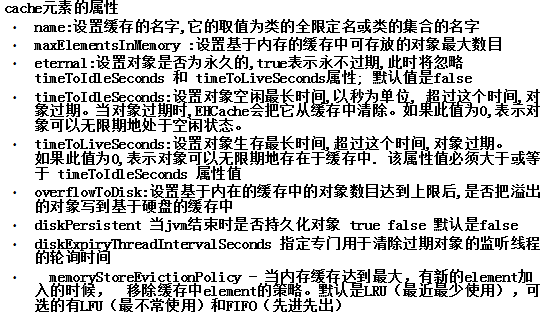 cache元素的属性
• name:设置缓存的名字,它的取值为类的全限定名或类的集合的名字
• maxElementsInMemory :设置基于内存的缓存中可存放的对象最大数目
• eternal:设置对象是否为永久的,true表示永不过期,此时将忽略
timeToIdleSeconds 和 timeToLiveSeconds属性; 默认值是false
• timeToIdleSeconds:设置对象空闲最长时间,以秒为单位, 超过这个时间,对
象过期。当对象过期时,EHCache会把它从缓存中清除。如果此值为0,表示对
象可以无限期地处于空闲状态。
• timeToLiveSeconds:设置对象生存最长时间,超过这个时间,对象过期。
如果此值为0,表示对象可以无限期地存在于缓存中. 该属性值必须大于或等
于 timeToIdleSeconds 属性值
• overflowToDisk:设置基于内在的缓存中的对象数目达到上限后,是否把溢出
的对象写到基于硬盘的缓存中
• diskPersistent 当jvm结束时是否持久化对象 true false 默认是false
• diskExpiryThreadIntervalSeconds 指定专门用于清除过期对象的监听线程
的轮询时间
• memoryStoreEvictionPolicy - 当内存缓存达到最大，有新的element加
入的时候， 移除缓存中element的策略。默认是LRU（最近最少使用），可
选的有LFU（最不常使用）和FIFO（先进先出）